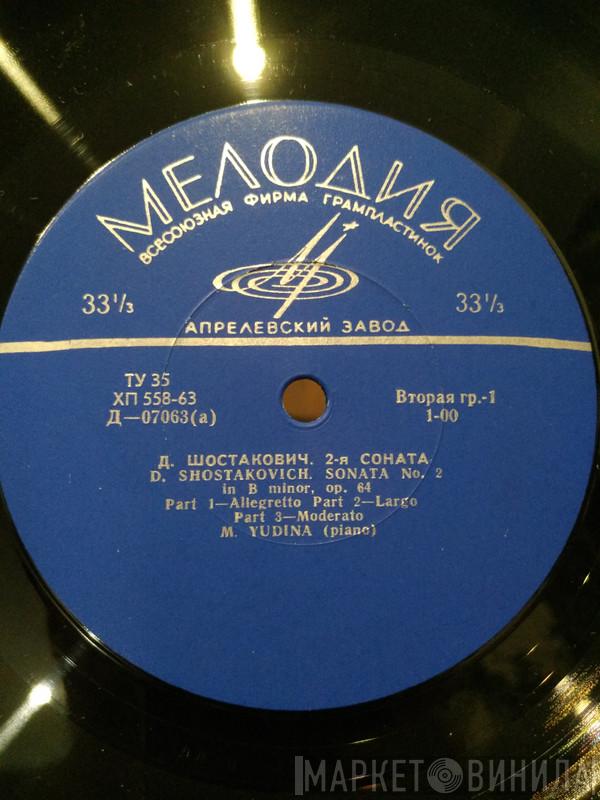 МЕЛОДИЯ
ВСЕСОЮЗНАЯ ФИРМА ГРАМПЛАСТИНОК
33⅓ 33⅓
АПРЕЛЕВСКИЙ ЗАВОД
ТУ 35
ХП 558-63 Вторая гр.-1
Д—07063(а) 1-00
Д. ШОСТАКОВИЧ. 2-я СОНАТА
D. SHOSTAKOVICH. SONATA No. 2
in B minor, op. 64
Part 1—Allegretto Part 2—Largo
Part 3—Moderato
M. YUDINA (piano)
МАРКЕТ ВИНИЛА